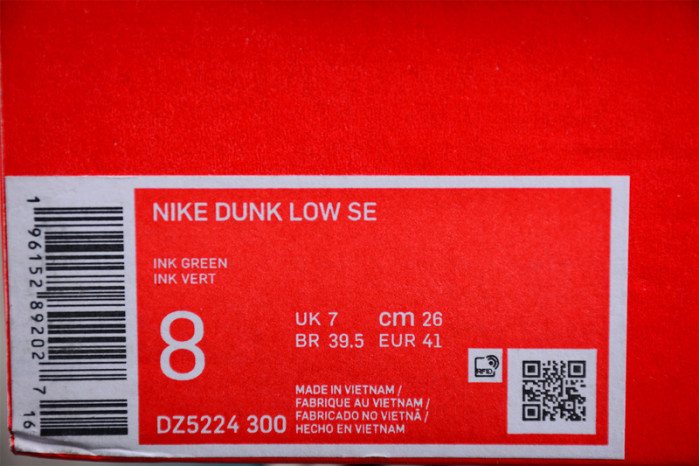 NIKE DUNK LOW SE
INK GREEN
INK VERT
8
UK 7 cm 26
BR 39.5 EUR 41
RFID
MADE IN VIETNAM /
FABRIQUE AU VIETNAM /
FABRICADO NO VIETNÃ /
HECHO EN VIETNAM
DZ5224 300
1 96152 89202 7 16